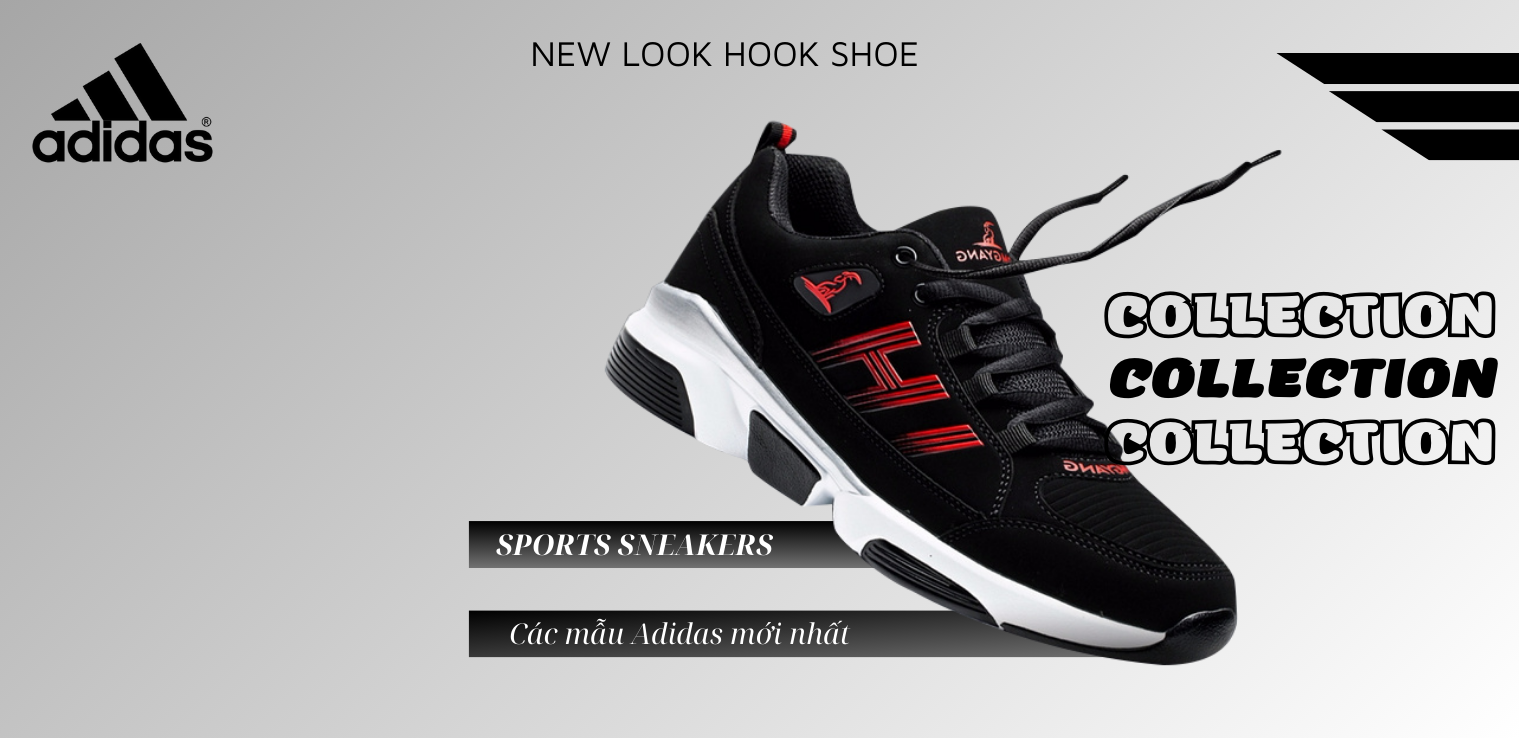 NEW LOOK HOOK SHOE
adidas®
COLLECTION
COLLECTION
COLLECTION
SPORTS SNEAKERS
Các mẫu Adidas mới nhất